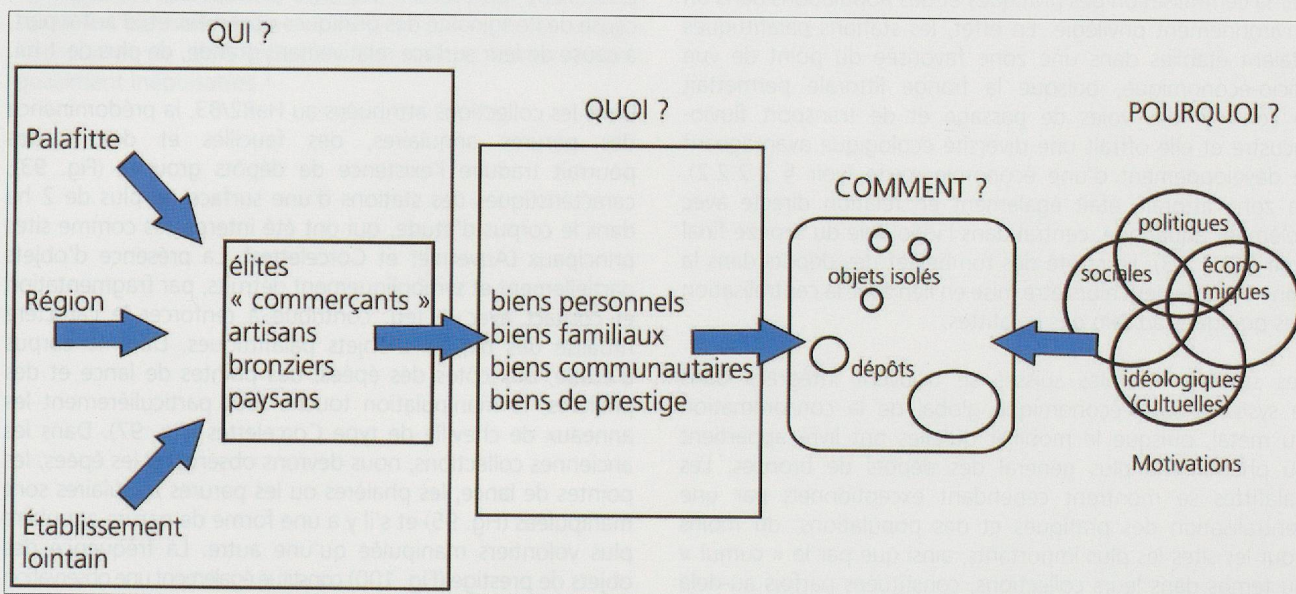 QUI ?
Palafitte
Région
Établissement
lointain
élites
« commerçants »
artisans
bronziers
paysans
QUOI ?
biens personnels
biens familiaux
biens communautaires
biens de prestige
COMMENT ?
objets isolés
dépôts
POURQUOI ?
politiques
sociales
écono-
miques
idéologiques
(cultuelles)
Motivations